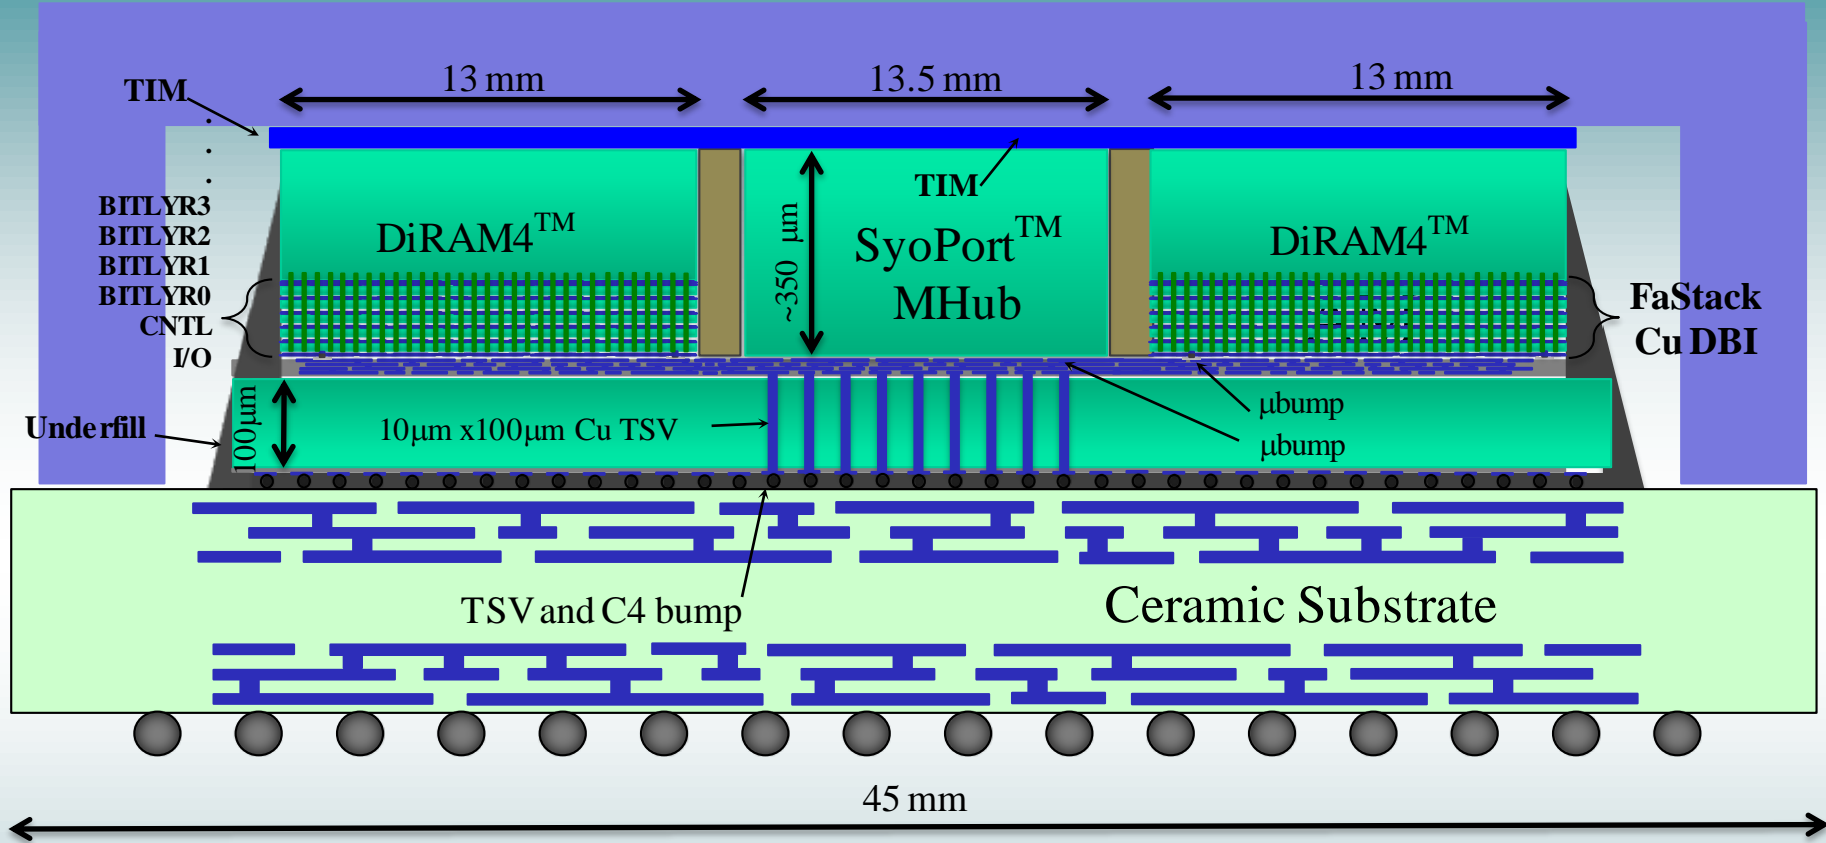 13 mm
13.5 mm
13 mm
TIM
.
.
.
BITLYR3
BITLYR2
BITLYR1
BITLYR0
CNTL
I/O
DiRAM4™
~350 μm
TIM
SyoPort™
MHub
DiRAM4™
FaStack
Cu DBI
Underfill
100μm
10μm x100μm Cu TSV
μbump
μbump
TSV and C4 bump
Ceramic Substrate
45 mm